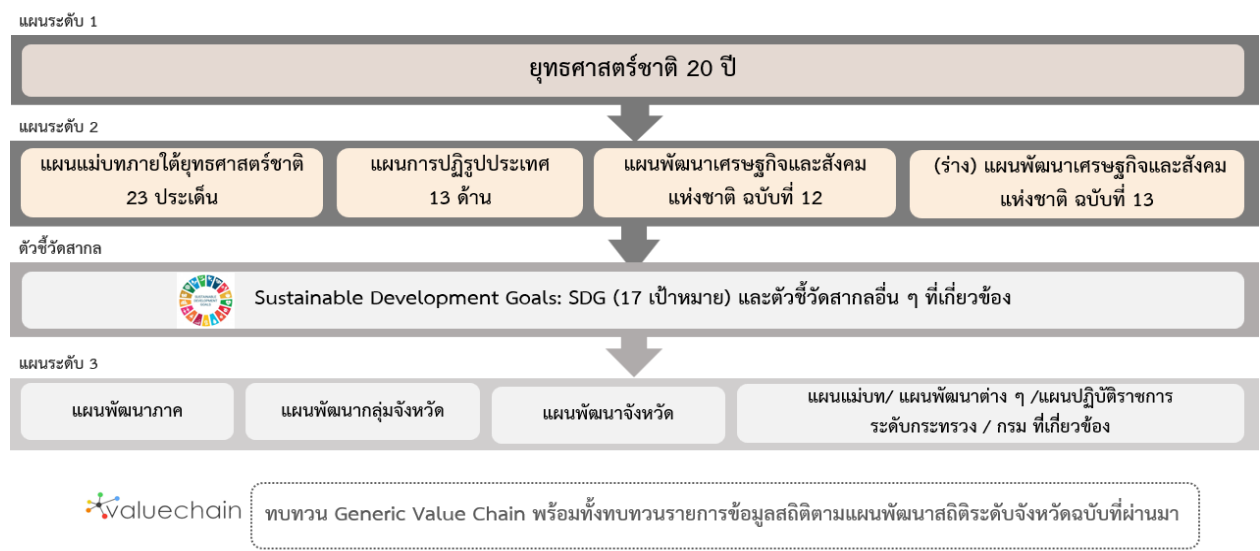 แผนระดับ 1
ยุทธศาสตร์ชาติ 20 ปี
แผนระดับ 2
แผนแม่บทภายใต้ยุทธศาสตร์ชาติ
23 ประเด็น
แผนการปฏิรูปประเทศ
13 ด้าน
แผนพัฒนาเศรษฐกิจและสังคม
แห่งชาติ ฉบับที่ 12
(ร่าง) แผนพัฒนาเศรษฐกิจและสังคม
แห่งชาติ ฉบับที่ 13
ตัวชี้วัดสากล
Sustainable Development Goals: SDG (17 เป้าหมาย) และตัวชี้วัดสากลอื่น ๆ ที่เกี่ยวข้อง
แผนระดับ 3
แผนพัฒนาภาค
แผนพัฒนากลุ่มจังหวัด
แผนพัฒนาจังหวัด
แผนแม่บท/ แผนพัฒนาต่าง ๆ /แผนปฏิบัติราชการ
ระดับกระทรวง / กรม ที่เกี่ยวข้อง
valuechain
ทบทวน Generic Value Chain พร้อมทั้งทบทวนรายการข้อมูลสถิติตามแผนพัฒนาสถิติระดับจังหวัดฉบับที่ผ่านมา